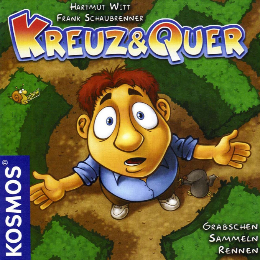 HARTMUT WITT
FRANK SCHAUBRENNER
KREUZ&QUER
KOSMOS®
GRABSCHEN
SAMMELN
RENNEN